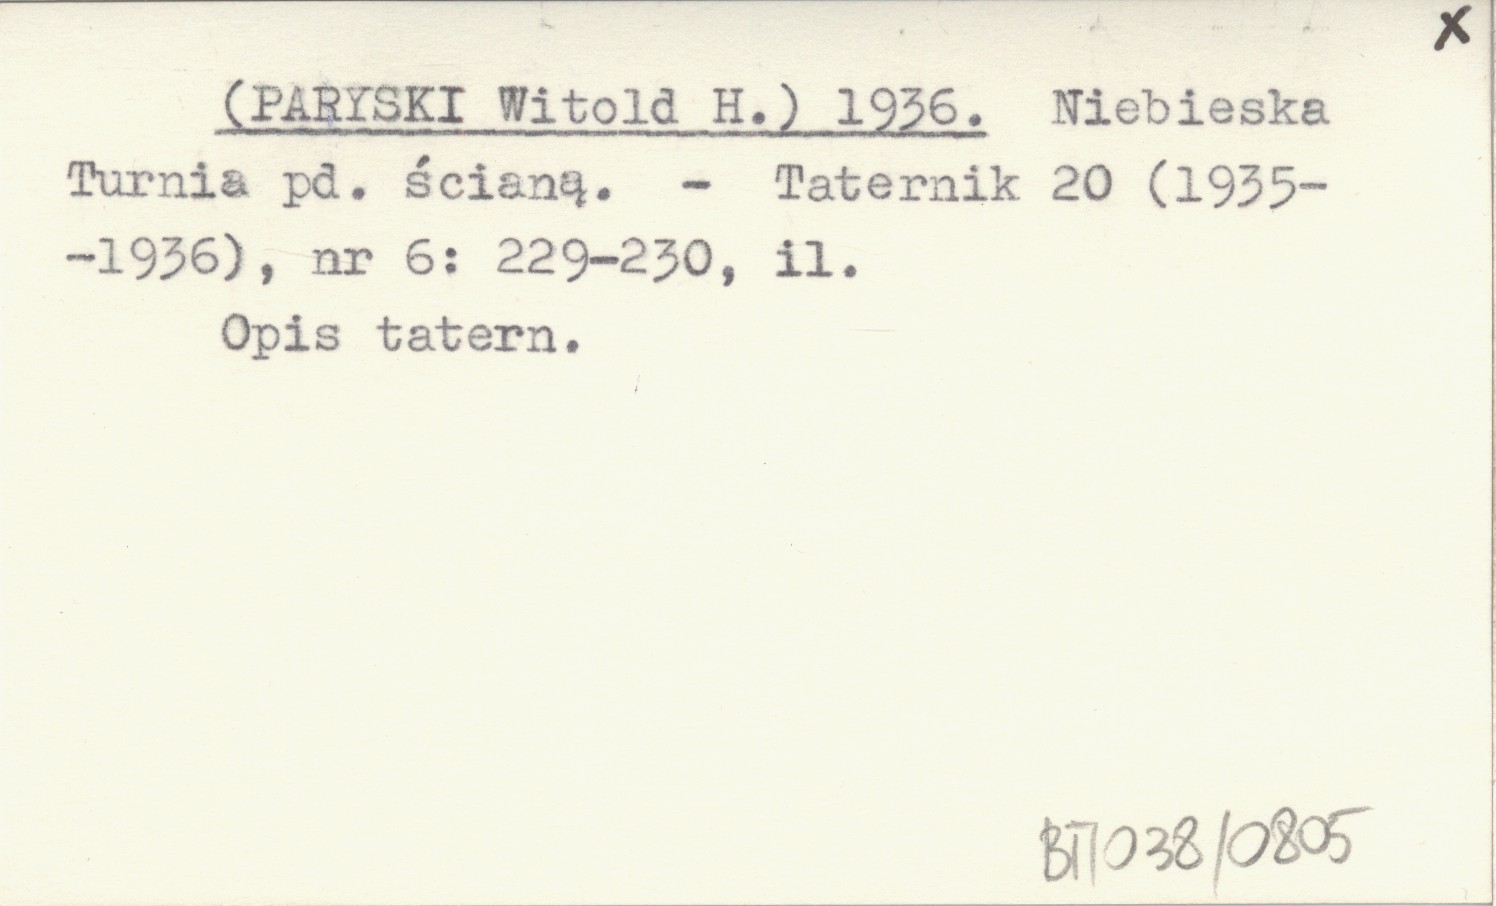 x
(PARYSKI Witold H.) 1936. Niebieska
Turnia pd. ścianą. - Taternik 20 (1935-
-1936), nr 6: 229-230, il.
Opis tatern.
BTT038/0805